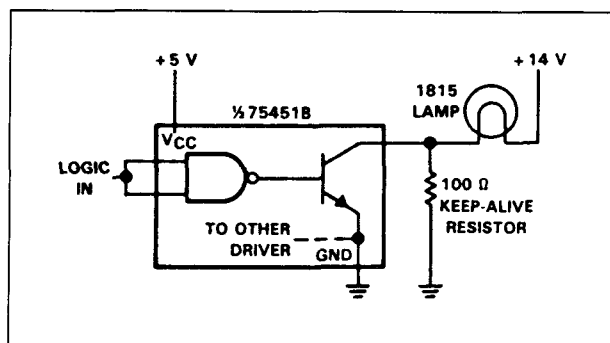 +5 V
+14 V
½75451B
1815
LAMP
VCC
LOGIC
IN
100 Ω
KEEP-ALIVE
RESISTOR
TO OTHER
DRIVER
GND